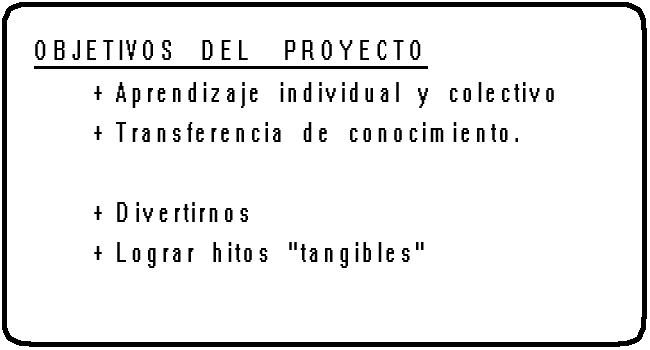 OBJETIVOS DEL PROYECTO
+ Aprendizaje individual y colectivo
+ Transferencia de conocimiento.
+ Divertirnos
+ Lograr hitos "tangibles"